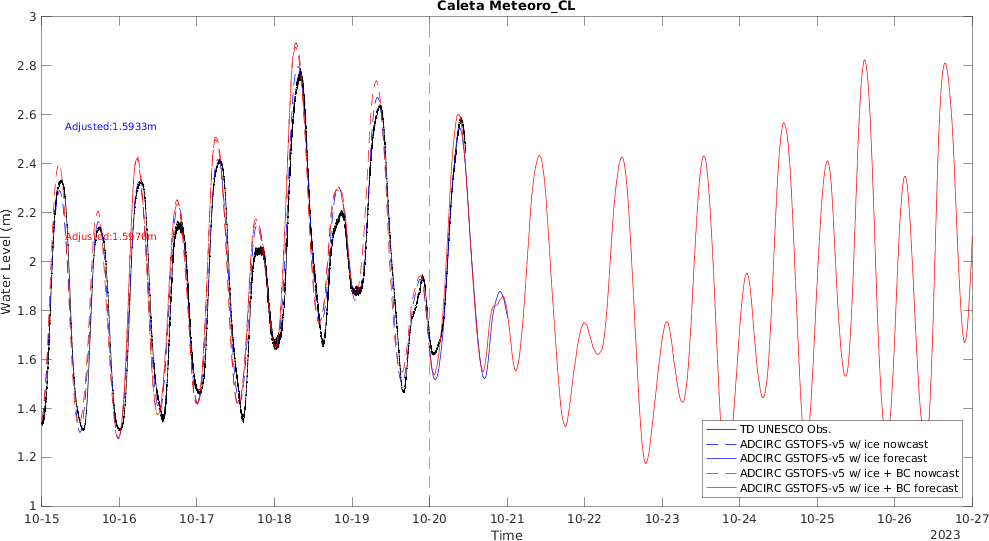 Caleta Meteoro_CL
3
2.8
2.6
2.4
2.2
2
1.8
1.6
1.4
1.2
1
Water Level (m)
Adjusted:1.5933m
Adjusted:1.5976m
TD UNESCO Obs.
ADCIRC GSTOFS-v5 w/ ice nowcast
ADCIRC GSTOFS-v5 w/ ice forecast
ADCIRC GSTOFS-v5 w/ ice + BC nowcast
ADCIRC GSTOFS-v5 w/ ice + BC forecast
10-15 10-16 10-17 10-18 10-19 10-20 10-21 10-22 10-23 10-24 10-25 10-26 10-27
Time
2023